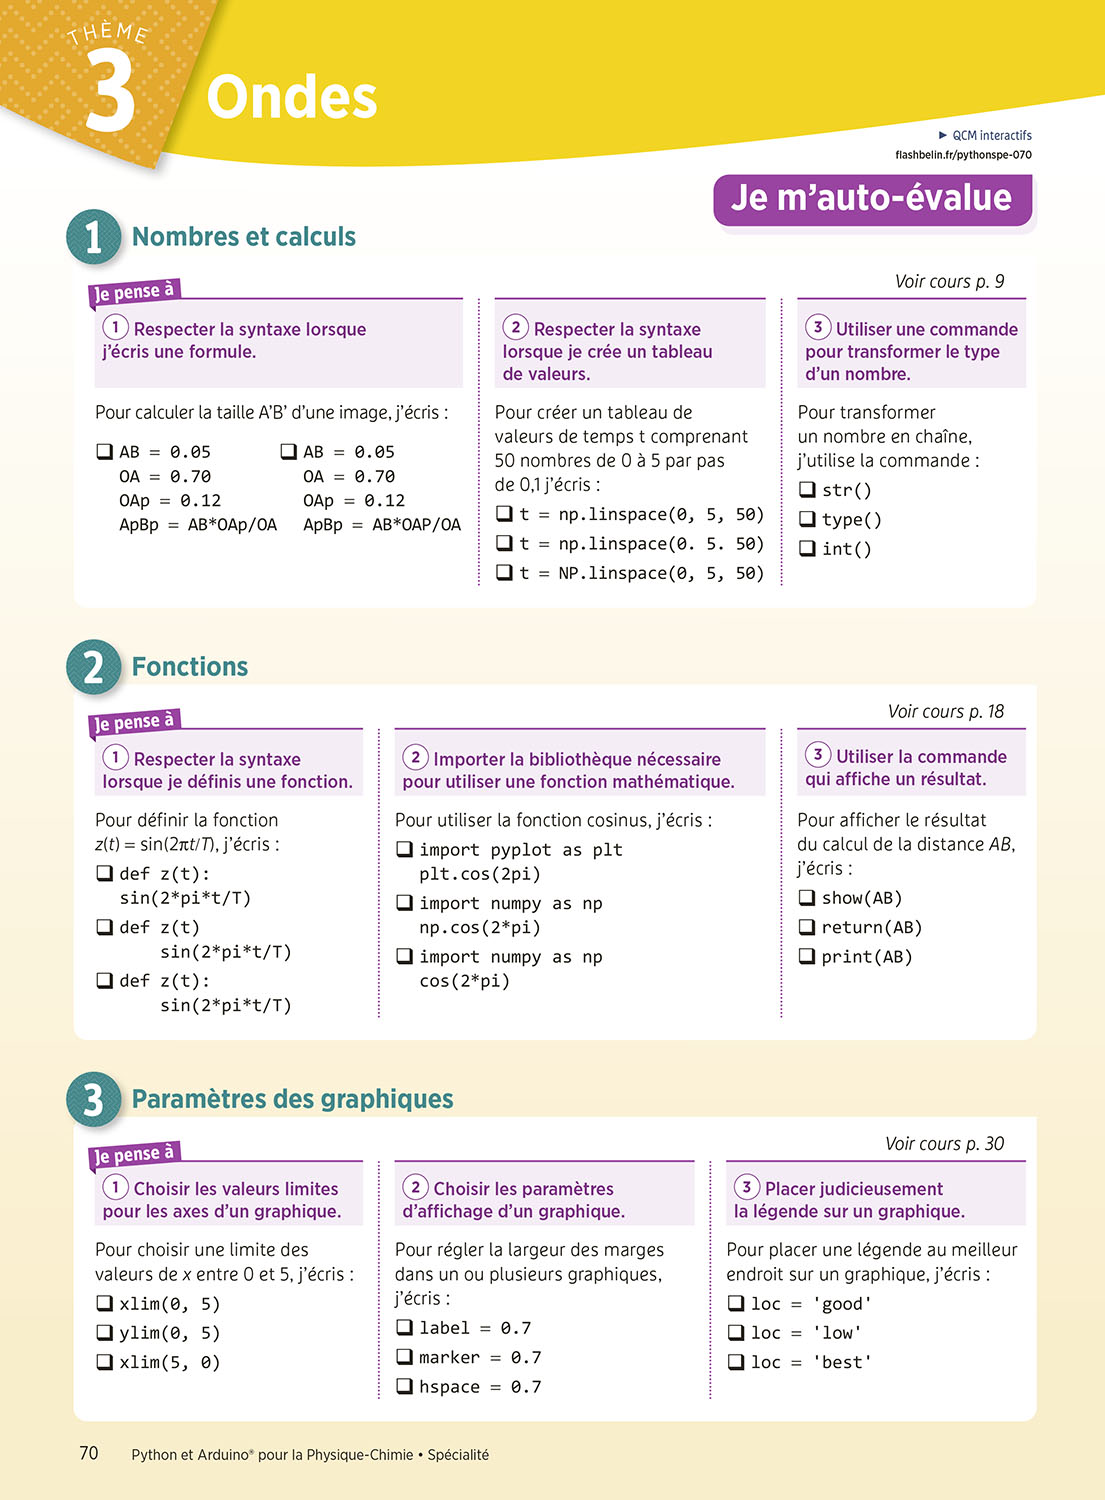 THÈME
3
Ondes
► QCM interactifs
flashbelin.fr/pythonspe-070
Je m’auto-évalue
1 Nombres et calculs
Voir cours p. 9
Je pense à
1 Respecter la syntaxe lorsque
j’écris une formule.
Pour calculer la taille A’B’ d’une image, j’écris :
❑ AB = 0.05
OA = 0.70
OAp = 0.12
ApBp = AB*OAp/OA
❑ AB = 0.05
OA = 0.70
OAp = 0.12
ApBp = AB*OAP/OA
2 Respecter la syntaxe
lorsque je crée un tableau
de valeurs.
Pour créer un tableau de
valeurs de temps t comprenant
50 nombres de 0 à 5 par pas
de 0,1 j’écris :
❑ t = np.linspace(0, 5, 50)
❑ t = np.linspace(0. 5. 50)
❑ t = NP.linspace(0, 5, 50)
3 Utiliser une commande
pour transformer le type
d’un nombre.
Pour transformer
un nombre en chaîne,
j’utilise la commande :
❑ str()
❑ type()
❑ int()
2 Fonctions
Voir cours p. 18
Je pense à
1 Respecter la syntaxe
lorsque je définis une fonction.
Pour définir la fonction
z(t) = sin(2πt/T), j’écris :
❑ def z(t):
sin(2*pi*t/T)
❑ def z(t)
    sin(2*pi*t/T)
❑ def z(t):
    sin(2*pi*t/T)
2 Importer la bibliothèque nécessaire
pour utiliser une fonction mathématique.
Pour utiliser la fonction cosinus, j’écris :
❑ import pyplot as plt
plt.cos(2pi)
❑ import numpy as np
np.cos(2*pi)
❑ import numpy as np
cos(2*pi)
3 Utiliser la commande
qui affiche un résultat.
Pour afficher le résultat
du calcul de la distance AB,
j’écris :
❑ show(AB)
❑ return(AB)
❑ print(AB)
3 Paramètres des graphiques
Voir cours p. 30
Je pense à
1 Choisir les valeurs limites
pour les axes d’un graphique.
Pour choisir une limite des
valeurs de x entre 0 et 5, j’écris :
❑ xlim(0, 5)
❑ ylim(0, 5)
❑ xlim(5, 0)
2 Choisir les paramètres
d’affichage d’un graphique.
Pour régler la largeur des marges
dans un ou plusieurs graphiques,
j’écris :
❑ label = 0.7
❑ marker = 0.7
❑ hspace = 0.7
3 Placer judicieusement
la légende sur un graphique.
Pour placer une légende au meilleur
endroit sur un graphique, j’écris :
❑ loc = 'good'
❑ loc = 'low'
❑ loc = 'best'
70 Python et Arduino® pour la Physique-Chimie • Spécialité